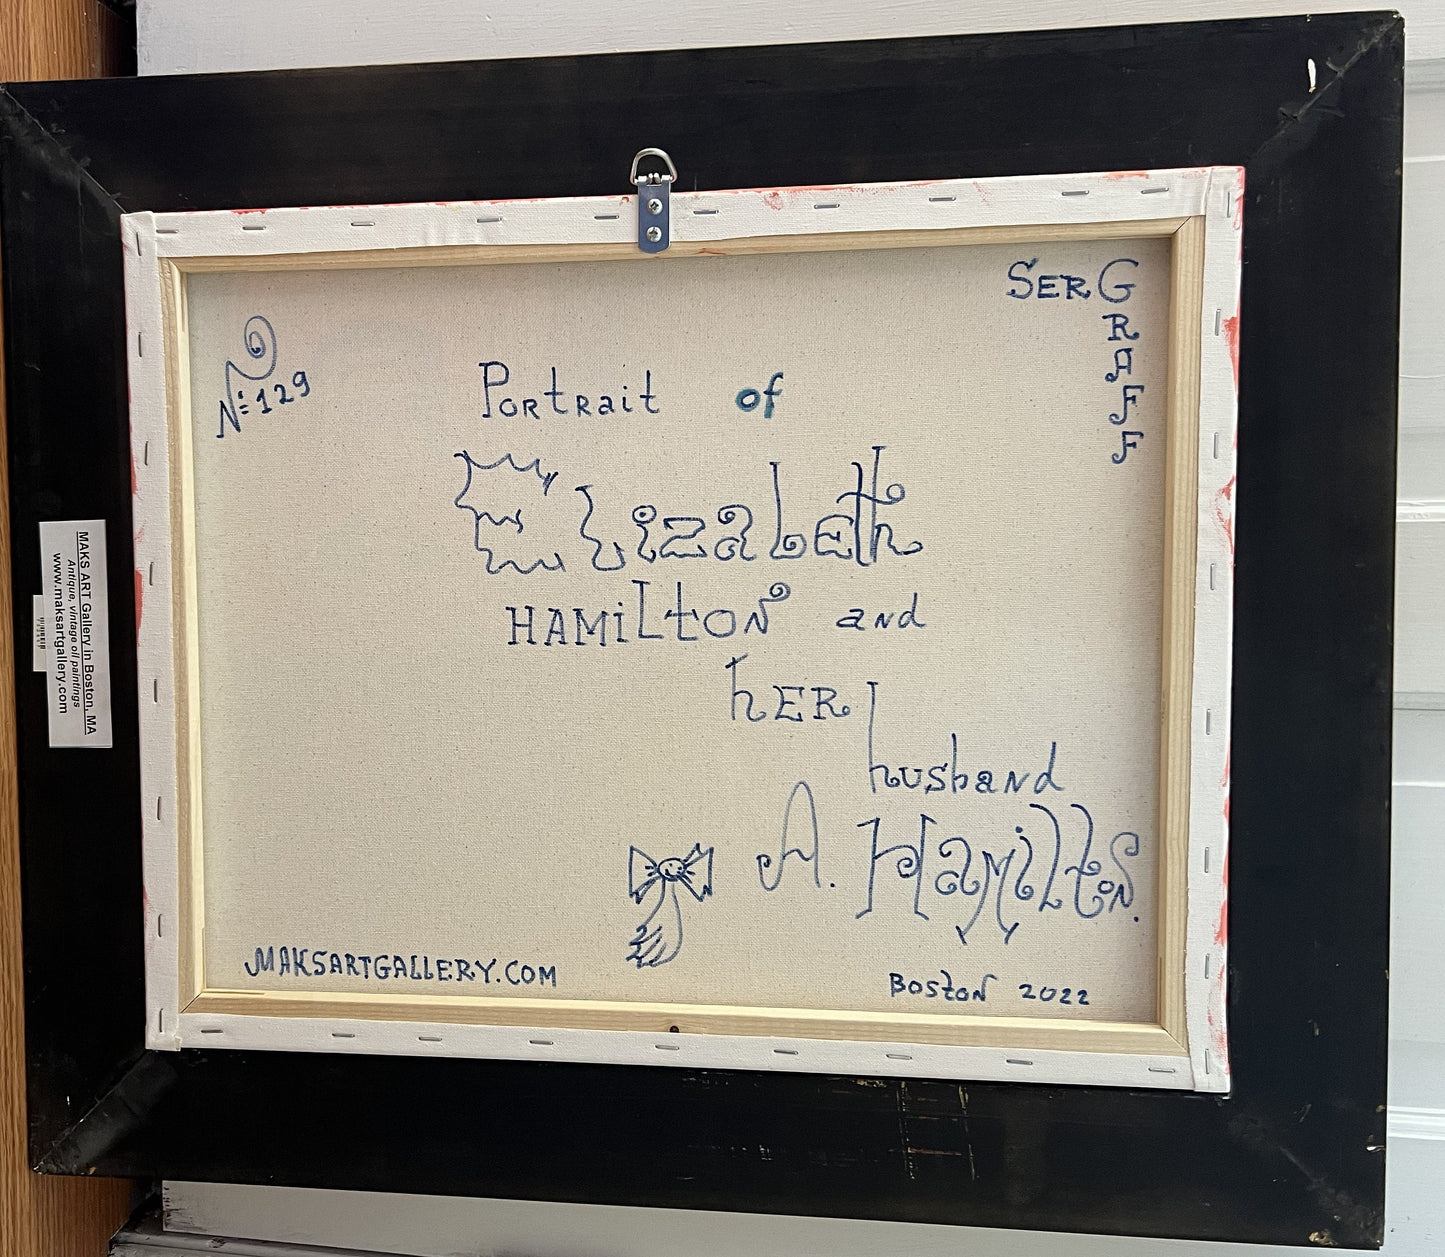 SerG
R
A
F
F
№129
Portrait of
Elizabeth
HAMiLtON and
hER
husband
A. Hamilton.
MAKSARTGALLERY.COM
Boston 2022
MAKS ART Gallery in Boston, MA
Antique, vintage oil paintings
www.maksartgallery.com